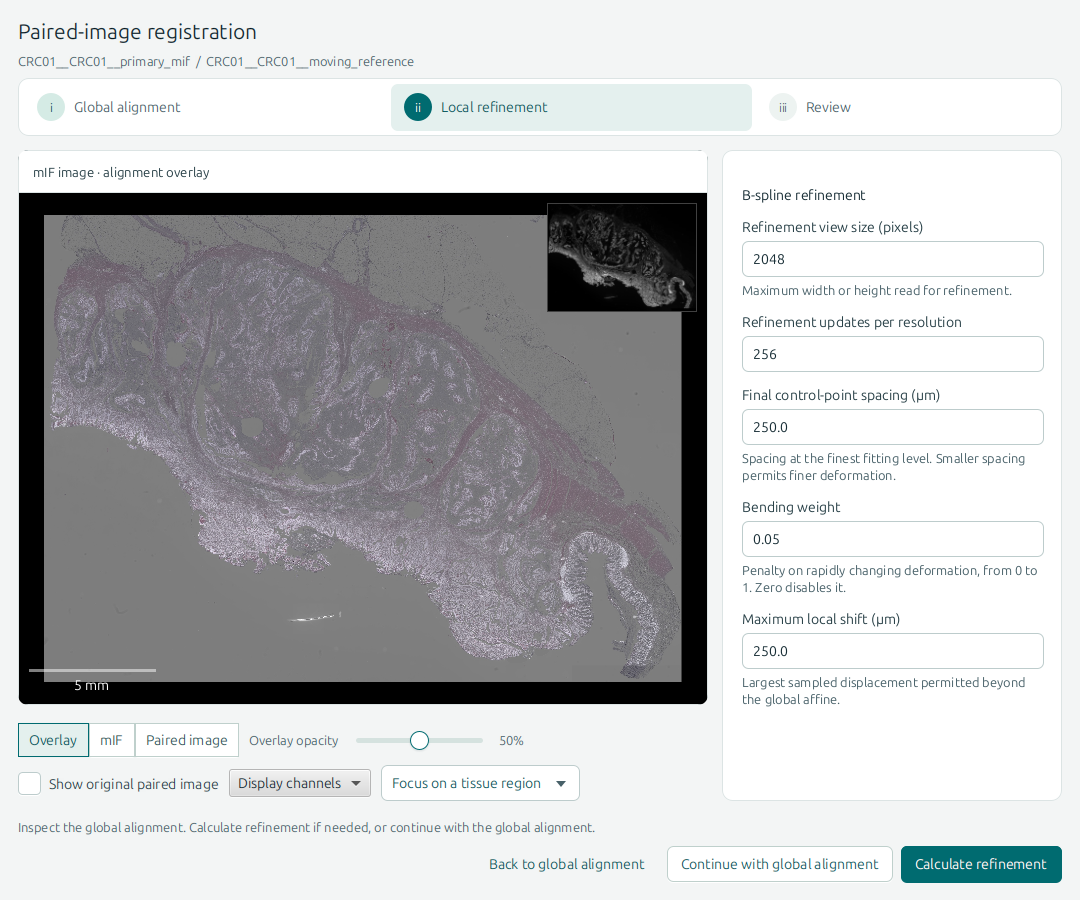 Paired-image registration
CRC01__CRC01__primary_mif / CRC01__CRC01__moving_reference
i Global alignment
ii Local refinement
iii Review
mIF image · alignment overlay
5 mm
Overlay mIF Paired image Overlay opacity 50%
Show original paired image Display channels Focus on a tissue region
B-spline refinement
Refinement view size (pixels)
2048
Maximum width or height read for refinement.
Refinement updates per resolution
256
Final control-point spacing (µm)
250.0
Spacing at the finest fitting level. Smaller spacing
permits finer deformation.
Bending weight
0.05
Penalty on rapidly changing deformation, from 0 to
1. Zero disables it.
Maximum local shift (µm)
250.0
Largest sampled displacement permitted beyond
the global affine.
Inspect the global alignment. Calculate refinement if needed, or continue with the global alignment.
Back to global alignment Continue with global alignment Calculate refinement